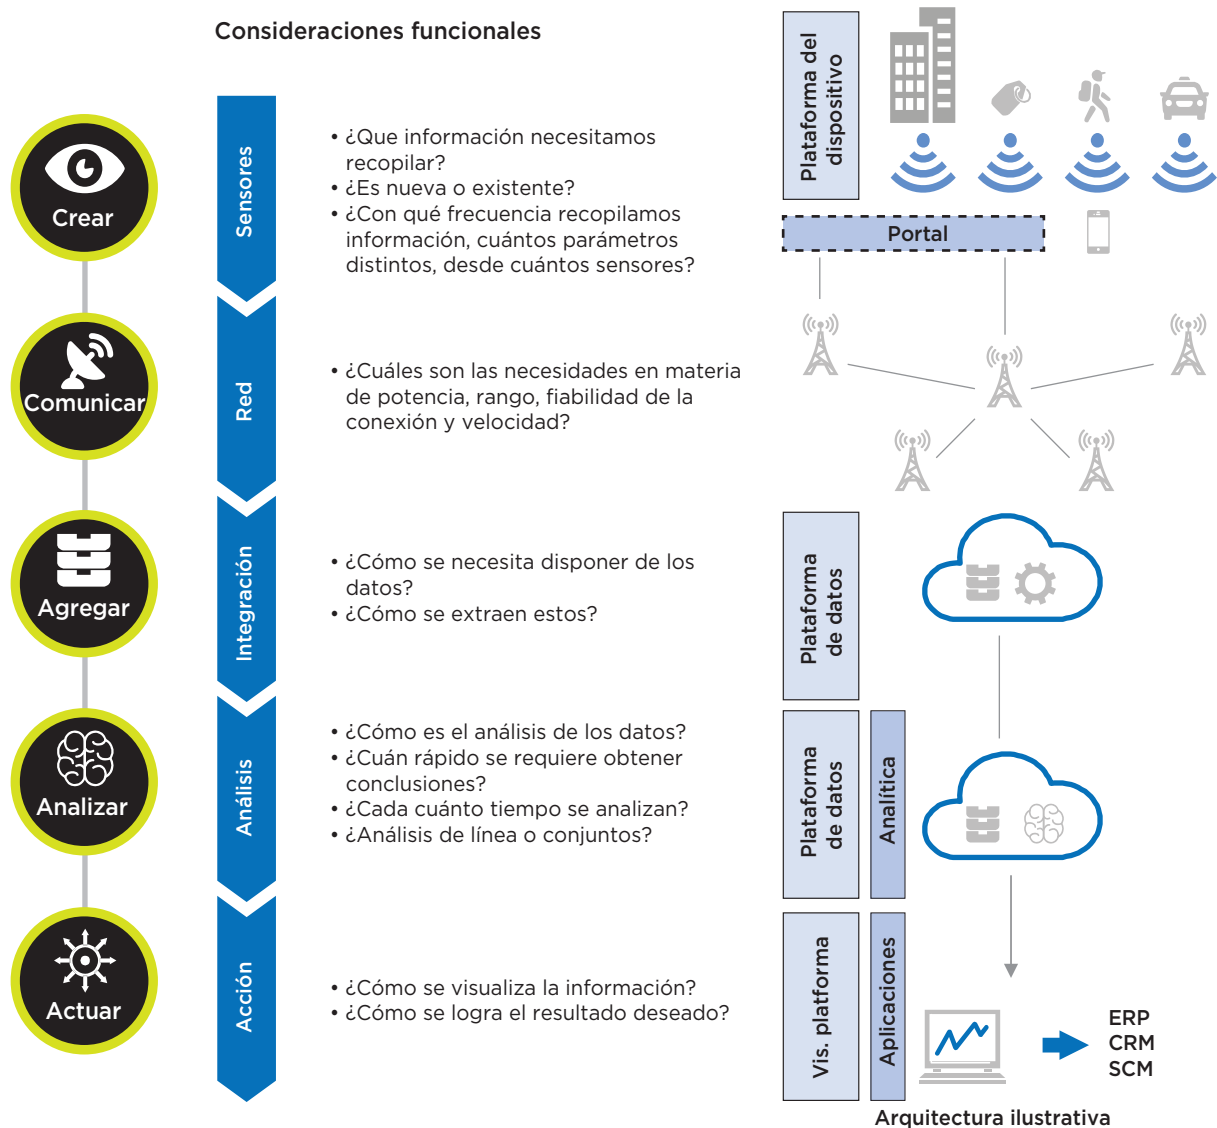 Consideraciones funcionales
Crear
Sensores
• ¿Que información necesitamos
recopilar?
• ¿Es nueva o existente?
• ¿Con qué frecuencia recopilamos
información, cuántos parámetros
distintos, desde cuántos sensores?
Plataforma del
dispositivo
Portal
Comunicar
Red
• ¿Cuáles son las necesidades en materia
de potencia, rango, fiabilidad de la
conexión y velocidad?
Agregar
Integración
• ¿Cómo se necesita disponer de los
datos?
• ¿Cómo se extraen estos?
Plataforma
de datos
Analizar
Análisis
• ¿Cómo es el análisis de los datos?
• ¿Cuán rápido se requiere obtener
conclusiones?
• ¿Cada cuánto tiempo se analizan?
• ¿Análisis de línea o conjuntos?
Plataforma
de datos
Analítica
Actuar
Acción
• ¿Cómo se visualiza la información?
• ¿Cómo se logra el resultado deseado?
Vis. platforma
Aplicaciones
ERP
CRM
SCM
Arquitectura ilustrativa